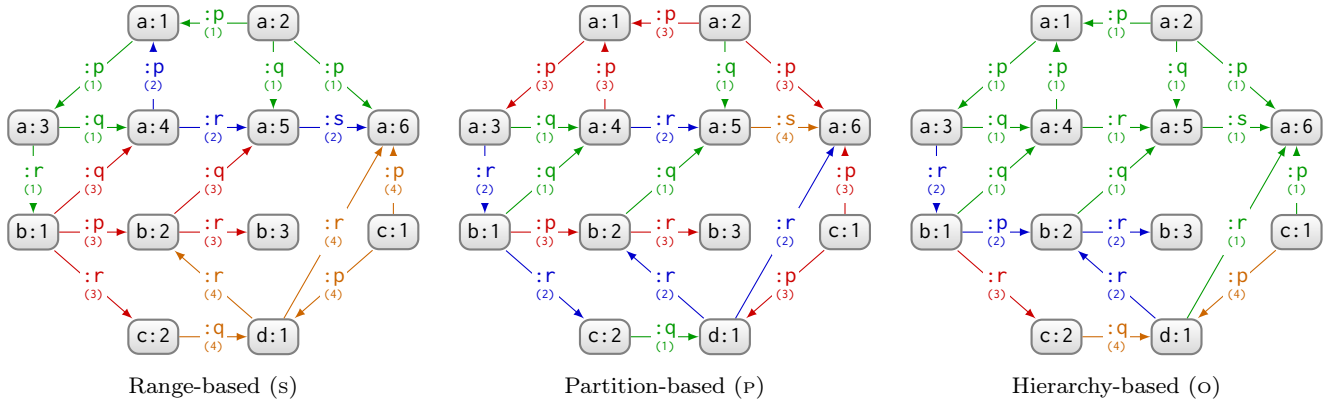 a:1 :p (1) a:2
:p (1) :p (2) :q (1) :p (1)
a:3 :q (1) a:4 :r (2) a:5 :s (2) a:6
:r (1) :q (3) :q (3) :p (4)
b:1 :p (3) b:2 :r (3) b:3 :r (4) c:1
:r (3) :r (4) :p (4)
c:2 :q (4) d:1
Range-based (S)
a:1 :p (3) a:2
:p (3) :p (3) :q (1) :p (3)
a:3 :q (1) a:4 :r (2) a:5 :s (4) a:6
:r (2) :q (1) :q (1) :p (3)
b:1 :p (3) b:2 :r (3) b:3 :r (2) c:1
:r (2) :r (2) :p (3)
c:2 :q (1) d:1
Partition-based (P)
a:1 :p (1) a:2
:p (1) :p (1) :q (1) :p (1)
a:3 :q (1) a:4 :r (1) a:5 :s (1) a:6
:r (2) :q (1) :q (1) :p (1)
b:1 :p (2) b:2 :r (2) b:3 :r (1) c:1
:r (3) :r (2) :p (4)
c:2 :q (4) d:1
Hierarchy-based (O)